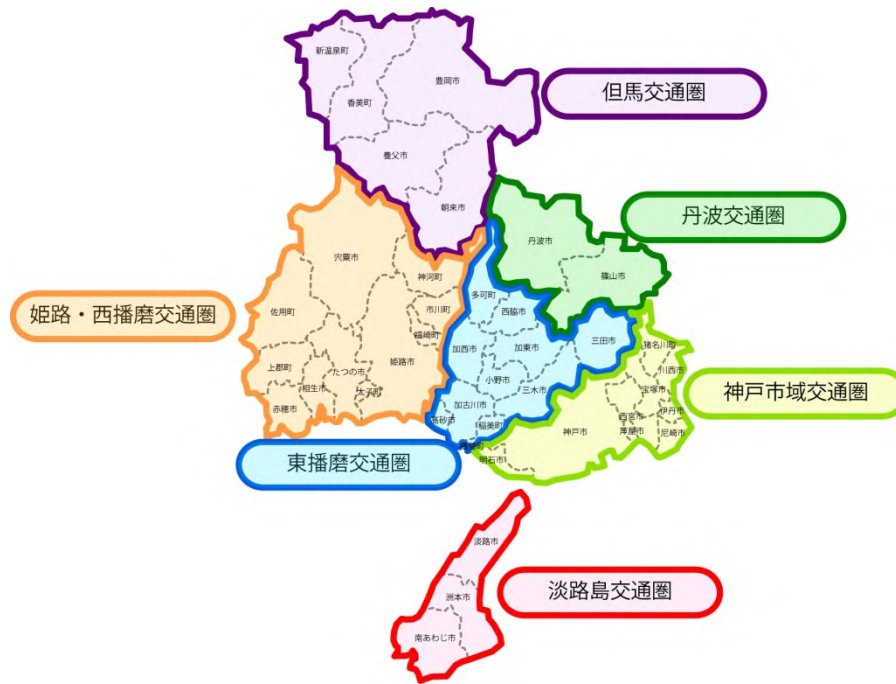 新温泉町
豊岡市
香美町
養父市
朝来市
但馬交通圏
丹波市
篠山市
丹波交通圏
宍粟市
神河町
佐用町
市川町
福崎町
姫路市
上郡町
たつの市
相生市
太子町
赤穂市
姫路・西播磨交通圏
多可町
西脇市
加西市
加東市
三田市
小野市
三木市
加古川市
高砂市
稲美町
東播磨交通圏
猪名川町
川西市
宝塚市
伊丹市
西宮市
芦屋市
尼崎市
神戸市
明石市
神戸市域交通圏
淡路市
洲本市
南あわじ市
淡路島交通圏